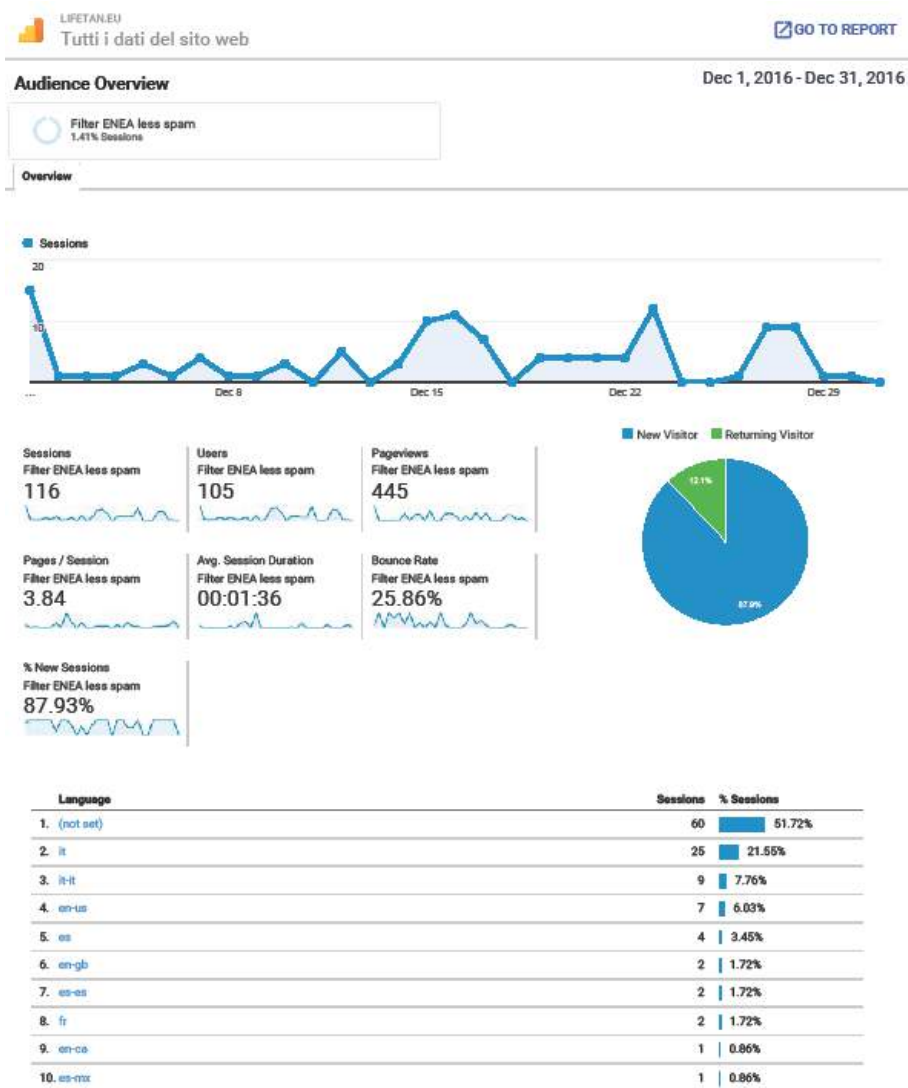 LIFETAN.EU
Tutti i dati del sito web
GO TO REPORT
Audience Overview
Dec 1, 2016 - Dec 31, 2016
Filter ENEA less spam
1.41% Sessions
Overview
Sessions
20
10
... Dec 8 Dec 15 Dec 22 Dec 29
New Visitor Returning Visitor
12.1%
87.9%
Sessions
Filter ENEA less spam
116
Users
Filter ENEA less spam
105
Pageviews
Filter ENEA less spam
445
Pages / Session
Filter ENEA less spam
3.84
Avg. Session Duration
Filter ENEA less spam
00:01:36
Bounce Rate
Filter ENEA less spam
25.86%
% New Sessions
Filter ENEA less spam
87.93%
Language Sessions % Sessions
1. (not set) 60 51.72%
2. it 25 21.55%
3. it-it 9 7.76%
4. en-us 7 6.03%
5. es 4 3.45%
6. en-gb 2 1.72%
7. es-es 2 1.72%
8. fr 2 1.72%
9. en-ca 1 0.86%
10. es-mx 1 0.86%